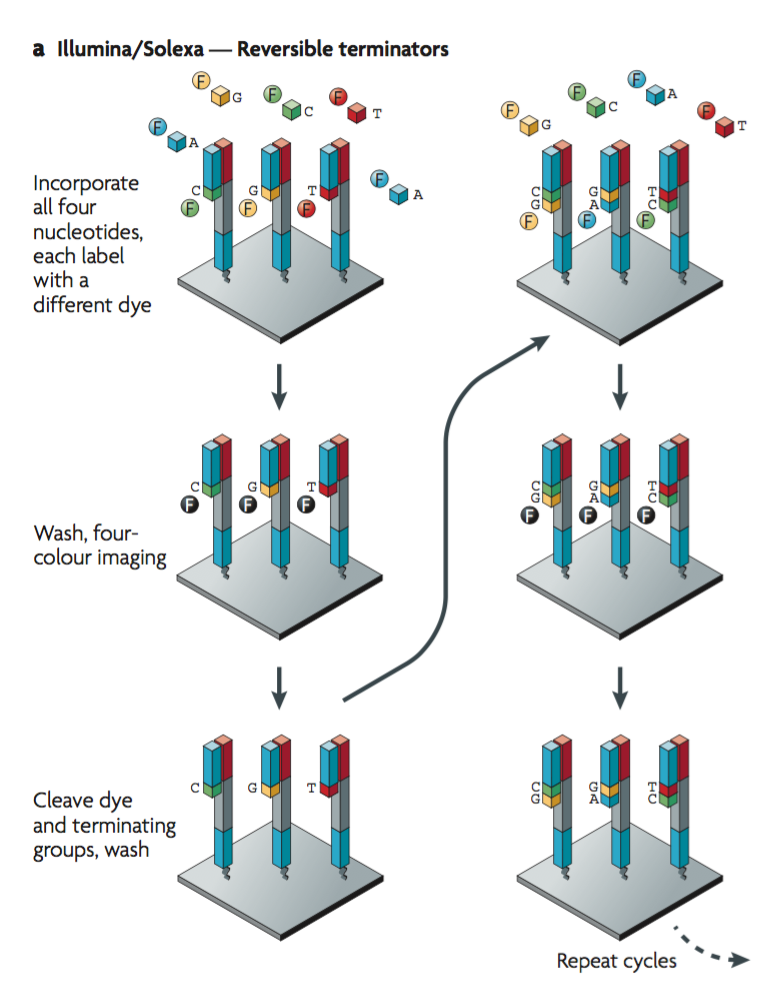 a Illumina/Solexa — Reversible terminators
F G F C F T
F A
F A
C G T
F F F
F G F C F A F T
C G T
G A C
F F F
Incorporate
all four
nucleotides,
each label
with a
different dye
C G T
F F F
C G T
G A C
F F F
Wash, four-
colour imaging
C G T
C G T
G A C
Cleave dye
and terminating
groups, wash
Repeat cycles